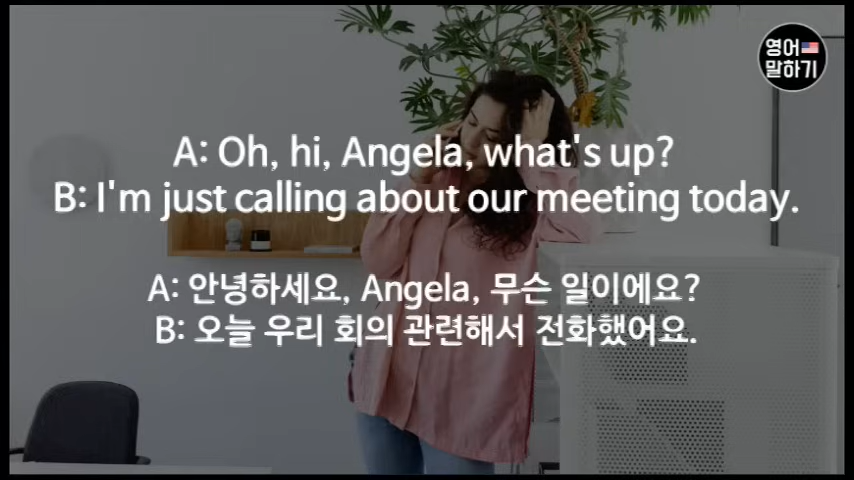 영어
말하기
A: Oh, hi, Angela, what's up?
B: I'm just calling about our meeting today.
A: 안녕하세요, Angela, 무슨 일이에요?
B: 오늘 우리 회의 관련해서 전화했어요.